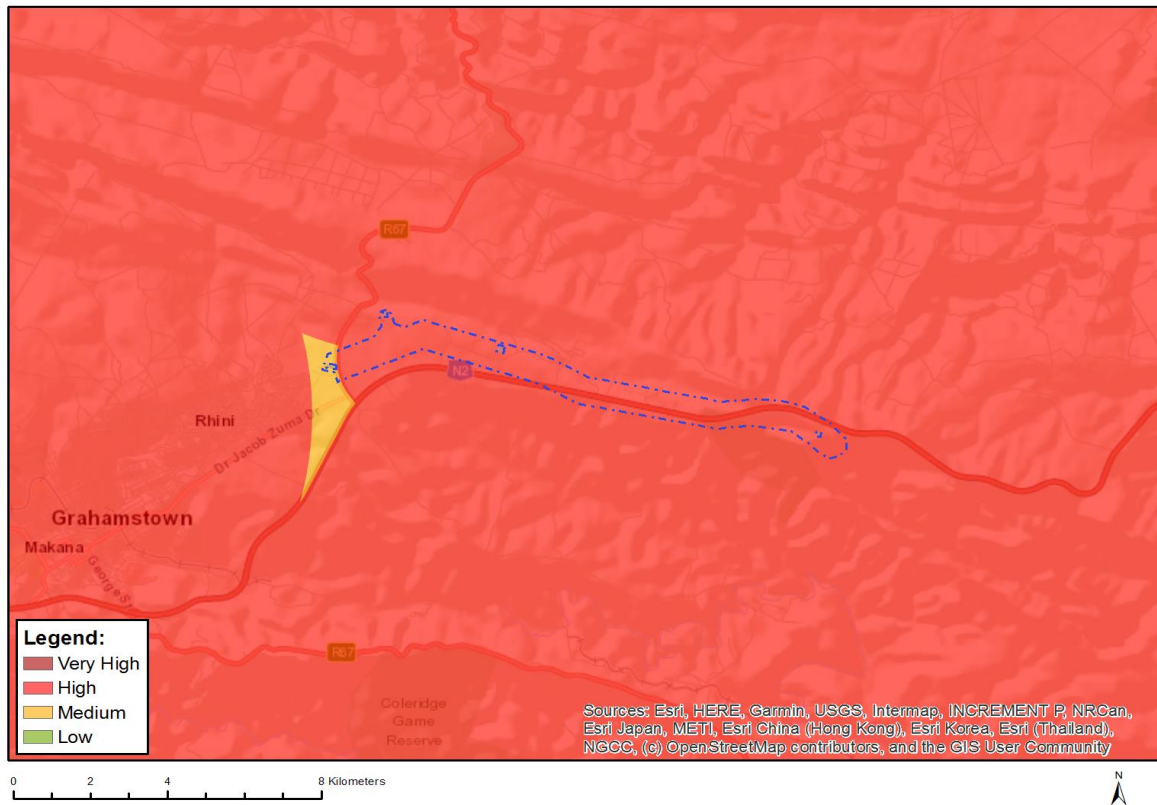 R67
N2
Rhini
Dr Jacob Zuma Dr
Grahamstown
Makana
George St
R67
Coleridge
Game
Reserve
Legend:
Very High
High
Medium
Low
Sources: Esri, HERE, Garmin, USGS, Intermap, INCREMENT P, NRCan,
Esri Japan, METI, Esri China (Hong Kong), Esri Korea, Esri (Thailand),
NGCC, (c) OpenStreetMap contributors, and the GIS User Community
0 2 4 8 Kilometers
N